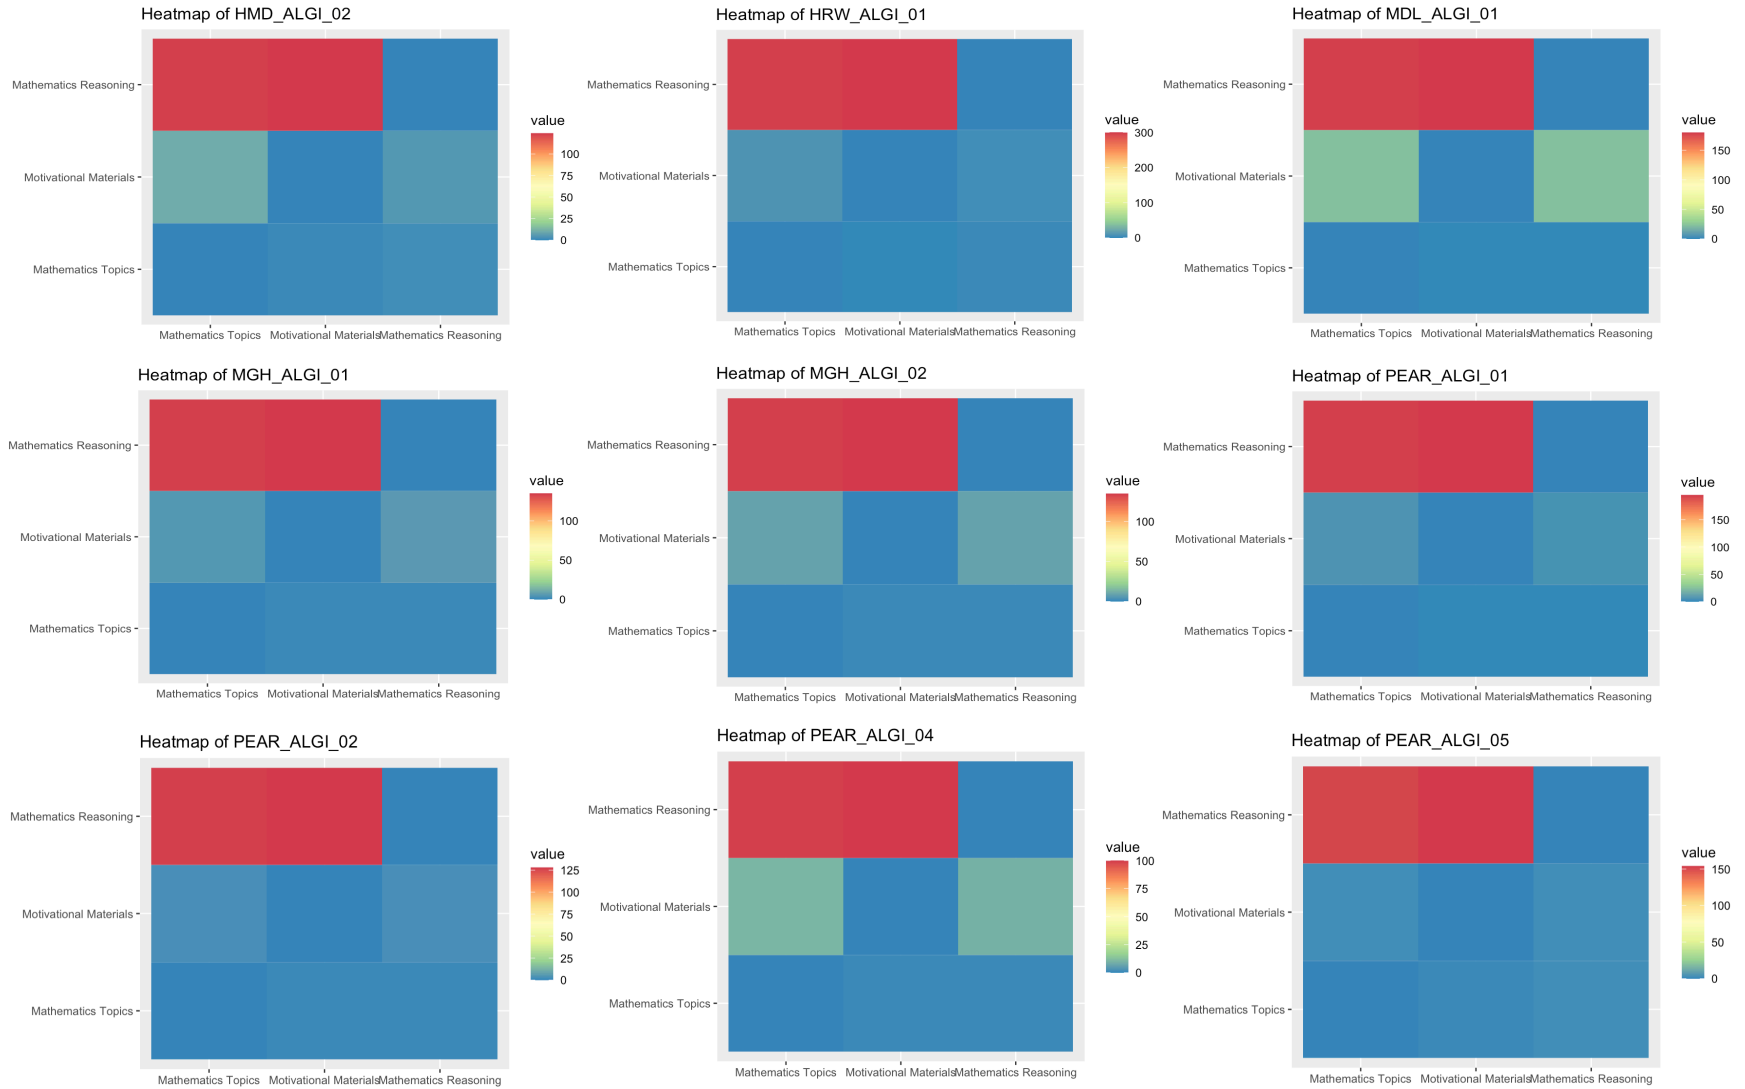 Heatmap of HMD_ALGI_02
Mathematics Reasoning
Motivational Materials
Mathematics Topics
Mathematics Topics Motivational Materials Mathematics Reasoning
value
100
75
50
25
0
Heatmap of HRW_ALGI_01
Mathematics Reasoning
Motivational Materials
Mathematics Topics
Mathematics Topics Motivational Materials Mathematics Reasoning
value
300
200
100
0
Heatmap of MDL_ALGI_01
Mathematics Reasoning
Motivational Materials
Mathematics Topics
Mathematics Topics Motivational Materials Mathematics Reasoning
value
150
100
50
0
Heatmap of MGH_ALGI_01
Mathematics Reasoning
Motivational Materials
Mathematics Topics
Mathematics Topics Motivational Materials Mathematics Reasoning
value
100
50
0
Heatmap of MGH_ALGI_02
Mathematics Reasoning
Motivational Materials
Mathematics Topics
Mathematics Topics Motivational Materials Mathematics Reasoning
value
100
50
0
Heatmap of PEAR_ALGI_01
Mathematics Reasoning
Motivational Materials
Mathematics Topics
Mathematics Topics Motivational Materials Mathematics Reasoning
value
150
100
50
0
Heatmap of PEAR_ALGI_02
Mathematics Reasoning
Motivational Materials
Mathematics Topics
Mathematics Topics Motivational Materials Mathematics Reasoning
value
125
100
75
50
25
0
Heatmap of PEAR_ALGI_04
Mathematics Reasoning
Motivational Materials
Mathematics Topics
Mathematics Topics Motivational Materials Mathematics Reasoning
value
100
75
50
25
0
Heatmap of PEAR_ALGI_05
Mathematics Reasoning
Motivational Materials
Mathematics Topics
Mathematics Topics Motivational Materials Mathematics Reasoning
value
150
100
50
0